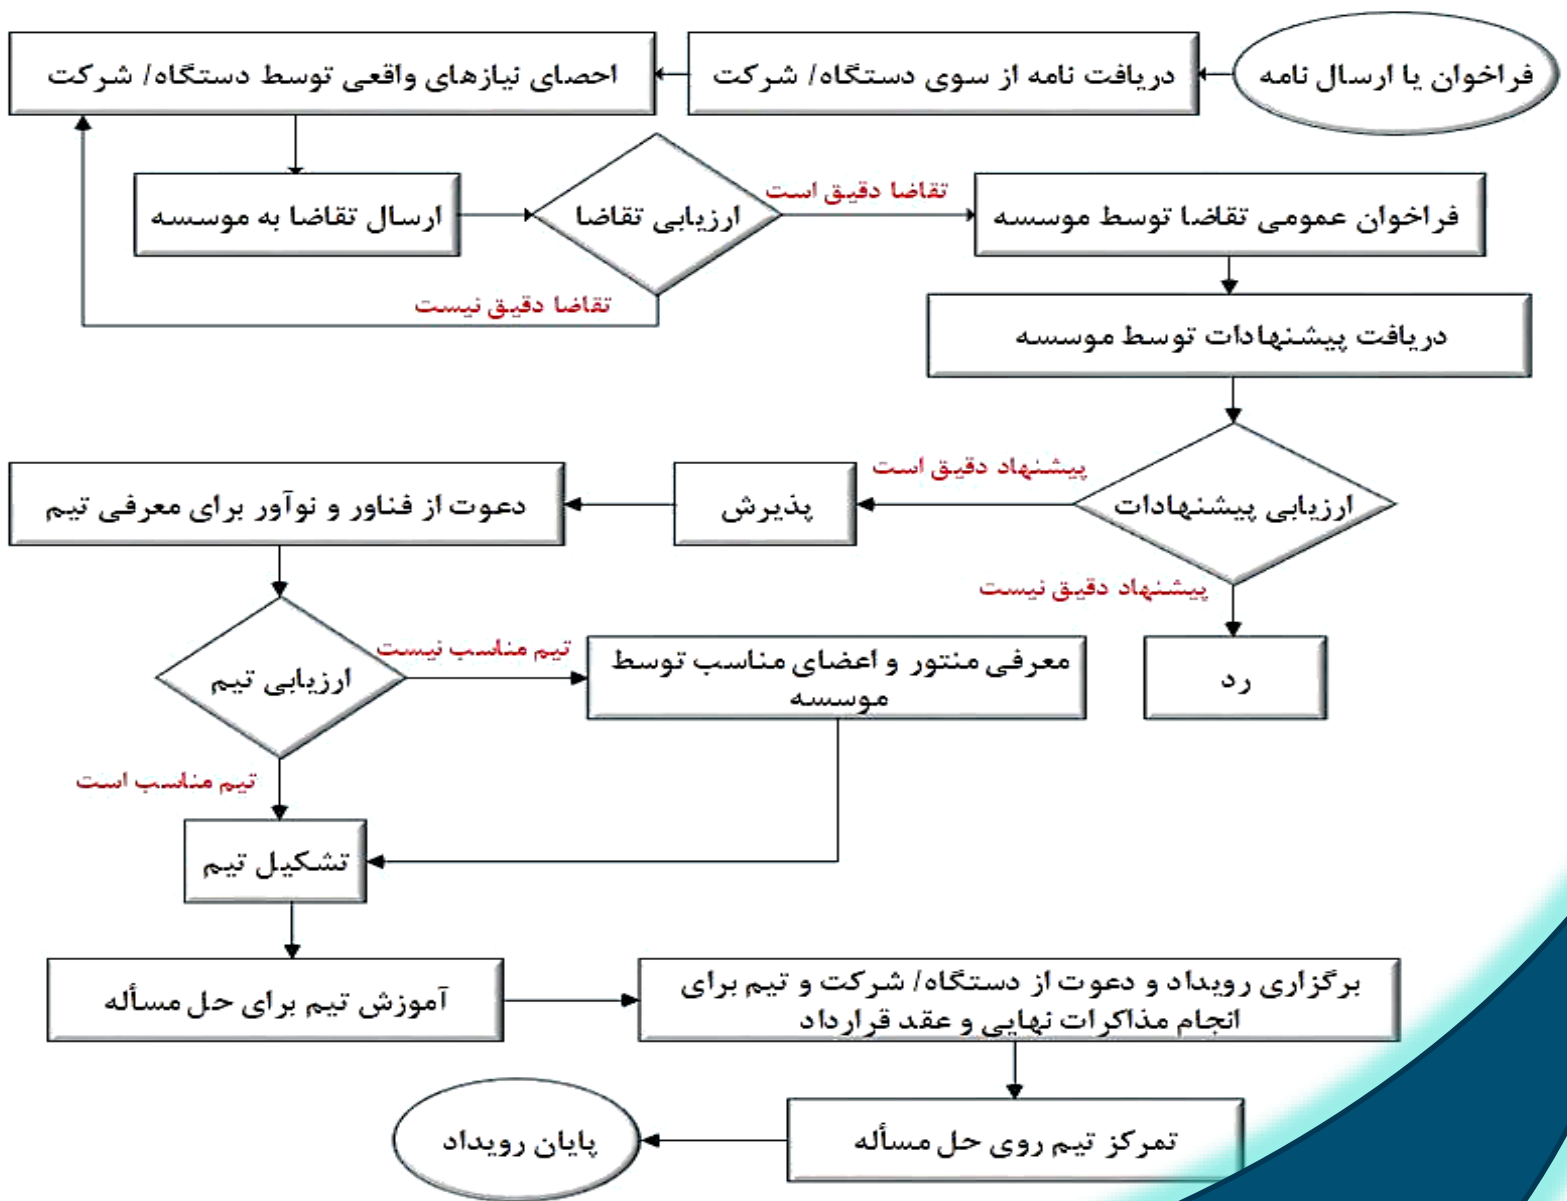 فراخوان یا ارسال نامه
دریافت نامه از سوی دستگاه/ شرکت
احصای نیازهای واقعی توسط دستگاه/ شرکت
ارسال تقاضا به موسسه
ارزیابی تقاضا
تقاضا دقیق است
تقاضا دقیق نیست
فراخوان عمومی تقاضا توسط موسسه
دریافت پیشنهادات توسط موسسه
ارزیابی پیشنهادات
پیشنهاد دقیق است
پیشنهاد دقیق نیست
رد
پذیرش
دعوت از فناور و نوآور برای معرفی تیم
ارزیابی تیم
تیم مناسب نیست
معرفی منتور و اعضای مناسب توسط
موسسه
تیم مناسب است
تشکیل تیم
آموزش تیم برای حل مسأله
برگزاری رویداد و دعوت از دستگاه/ شرکت و تیم برای
انجام مذاکرات نهایی و عقد قرارداد
تمرکز تیم روی حل مسأله
پایان رویداد